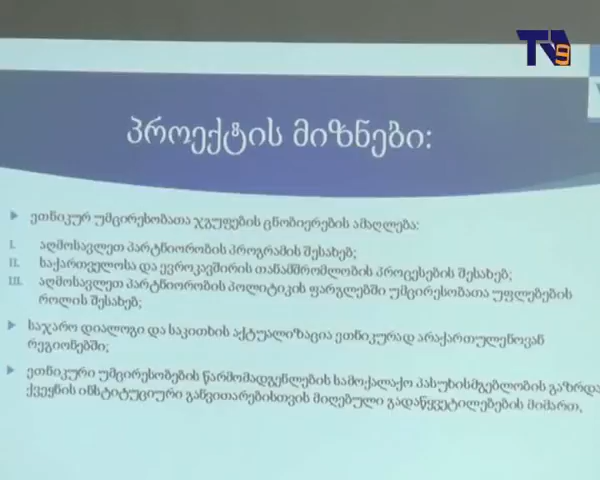 TV9
პროექტის მიზნები:
ეთნიკურ უმცირესობათა ჯგუფების ცნობიერების ამაღლება:
I. აღმოსავლეთ პარტნიორობის პროგრამის შესახებ;
II. საქართველოსა და ევროკავშირის თანამშრომლობის პროცესების შესახებ;
III. აღმოსავლეთ პარტნიორობის პოლიტიკის ფარგლებში უმცირესობათა უფლებების
როლის შესახებ;
საჯარო დიალოგი და საკითხის აქტუალიზაცია ეთნიკურად არაქართულენოვან
რეგიონებში;
ეთნიკური უმცირესობების წარმომადგენლების სამოქალაქო პასუხისმგებლობის გაზრდა
ქვეყნის ინსტიტუციური განვითარებისთვის მიღებული გადაწყვეტილებების მიმართ.